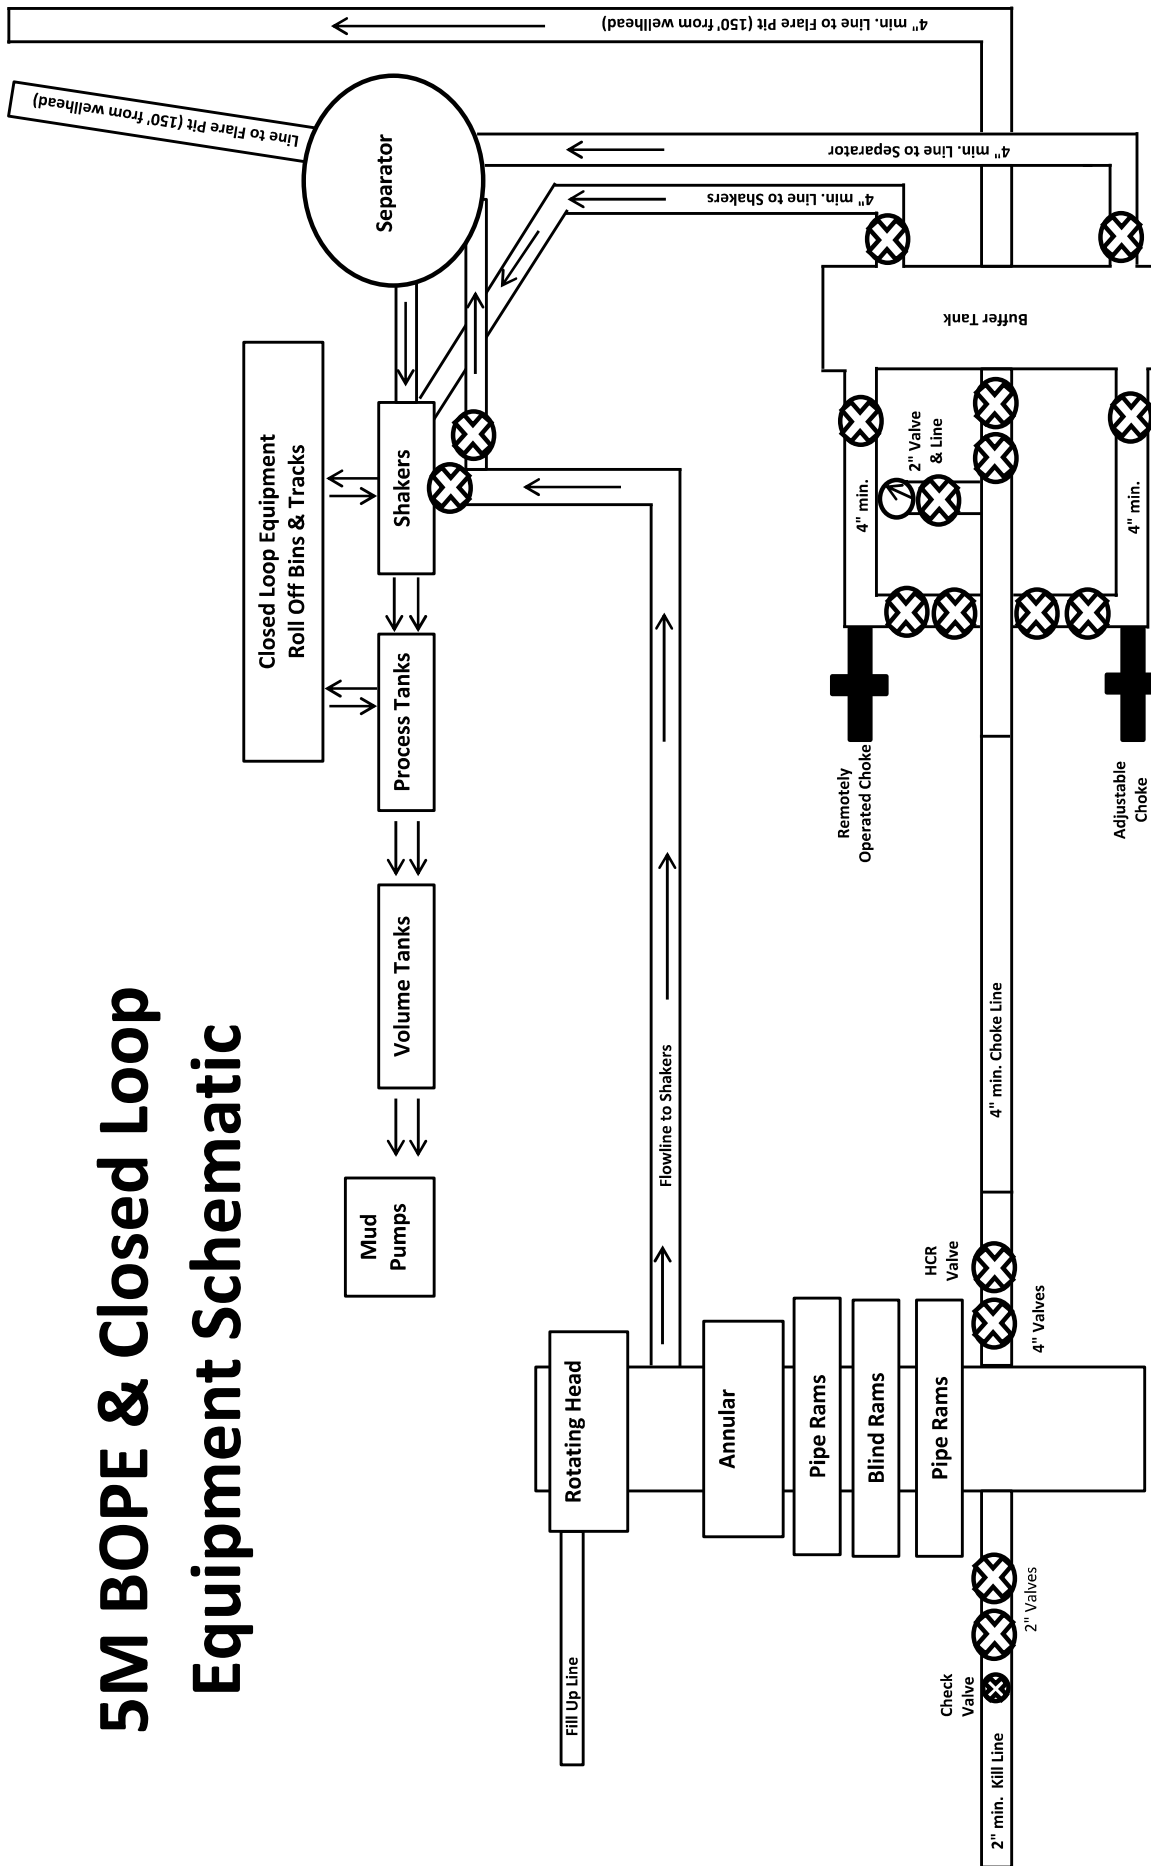 5M BOPE & Closed Loop
Equipment Schematic
Closed Loop Equipment
Roll Off Bins & Tracks
Mud
Pumps
Volume Tanks
Process Tanks
Shakers
Separator
Line to Flare Pit (150' from wellhead)
4" min. Line to Flare Pit (150' from wellhead)
4" min. Line to Separator
4" min. Line to Shakers
Fill Up Line
Rotating Head
Flowline to Shakers
Annular
Pipe Rams
Blind Rams
Pipe Rams
Remotely
Operated Choke
4" min.
2" Valve
& Line
Buffer Tank
Check
Valve
HCR
Valve
2" min. Kill Line
4" min. Choke Line
2" Valves
4" Valves
Adjustable
Choke
4" min.